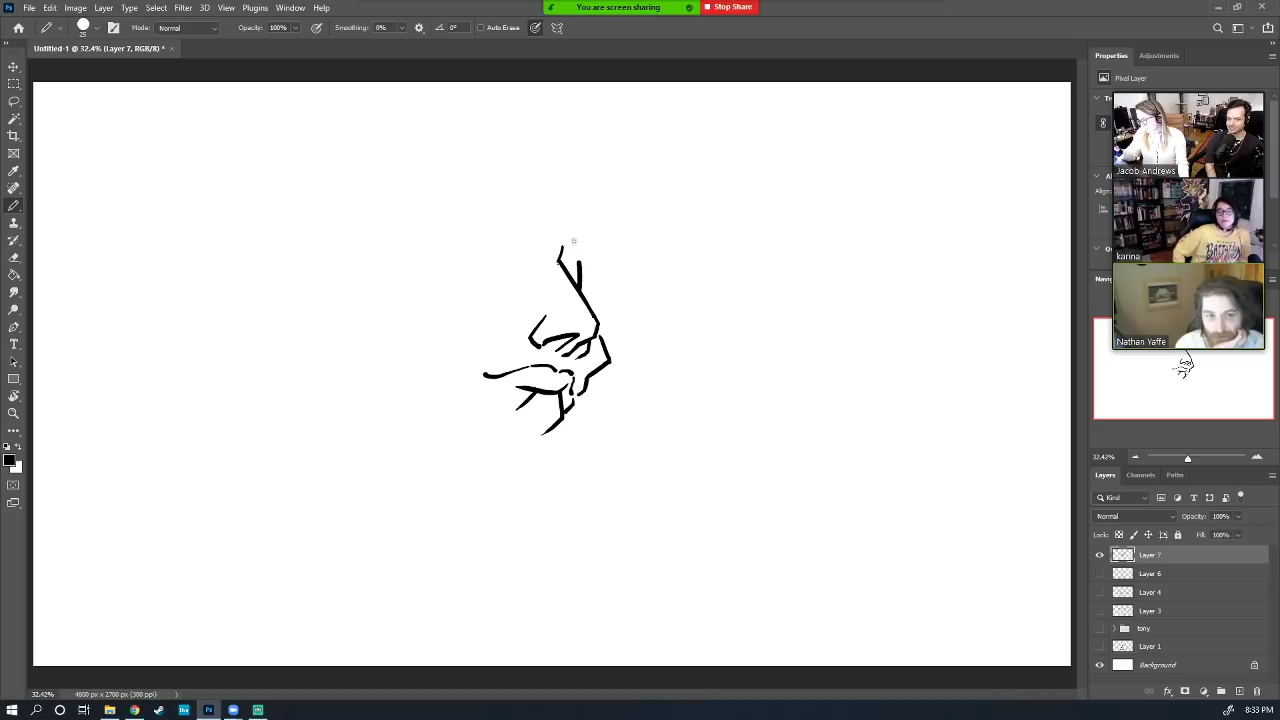 File Edit Image Layer Type Select Filter 3D View Plugins Window Help
You are screen sharing Stop Share
25 Mode: Normal Opacity: 100% Smoothing: 0% 0° Auto Erase
Untitled-1 @ 32.4% (Layer 7, RGB/8) * ×
Properties Adjustments
Pixel Layer
Jacob Andrews
karina
Nathan Yaffe
32.42%
Layers Channels Paths
Kind
Normal Opacity: 100%
Lock: Fill: 100%
Layer 7
Layer 6
Layer 4
Layer 3
tony
Layer 1
Background
32.42% 4800 px x 2700 px (300 ppi)
8:33 PM